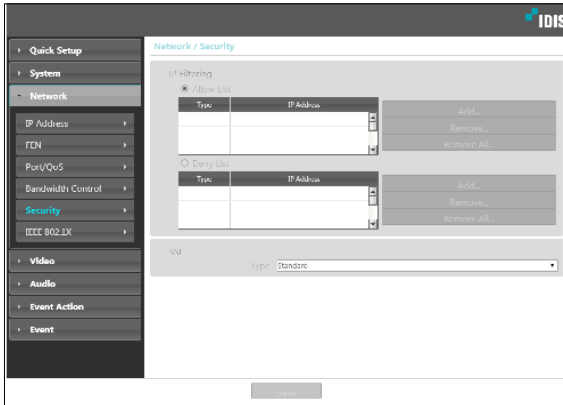 IDIS
Quick Setup
System
Network
IP Address
FEN
Port/QoS
Bandwidth Control
Security
IEEE 802.1X
Video
Audio
Event Action
Event
Network / Security
IP Filtering
Allow List
Type IP Address
Add...
Remove...
Remove All...
Deny List
Type IP Address
Add...
Remove...
Remove All...
SSL
Type Standard
Save